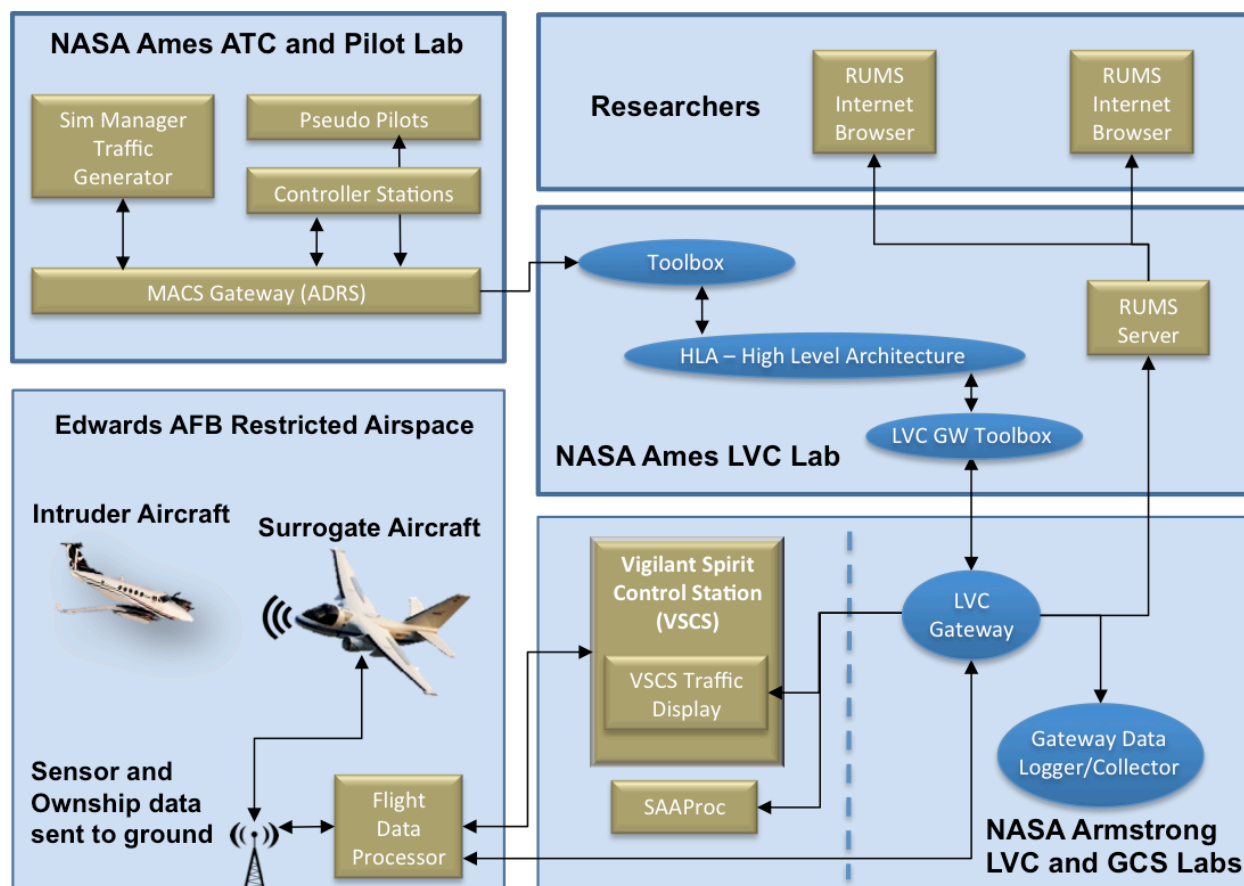 NASA Ames ATC and Pilot Lab
Sim Manager
Traffic
Generator
Pseudo Pilots
Controller Stations
MACS Gateway (ADRS)
Researchers
RUMS
Internet
Browser
RUMS
Internet
Browser
Toolbox
HLA – High Level Architecture
LVC GW Toolbox
RUMS
Server
NASA Ames LVC Lab
Edwards AFB Restricted Airspace
Intruder Aircraft
Surrogate Aircraft
Sensor and
Ownship data
sent to ground
Flight
Data
Processor
Vigilant Spirit
Control Station
(VSCS)
VSCS Traffic
Display
SAAProc
LVC
Gateway
Gateway Data
Logger/Collector
NASA Armstrong
LVC and GCS Labs